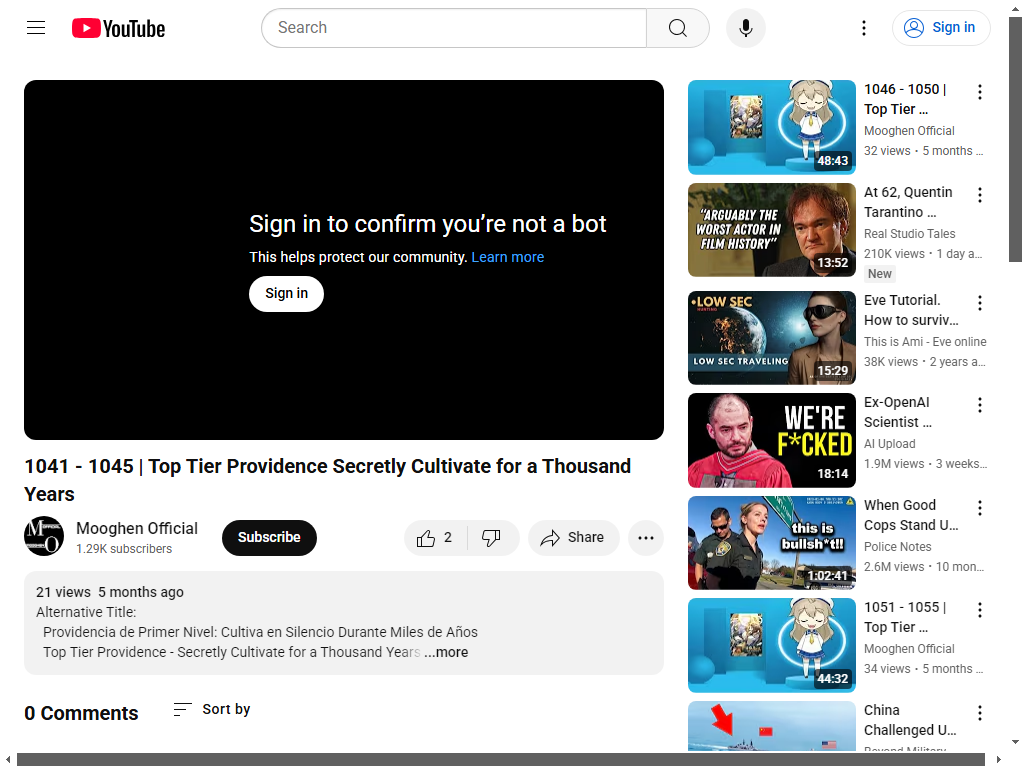 YouTube
Search
Sign in
Sign in to confirm you're not a bot
This helps protect our community. Learn more
Sign in
1041 - 1045 | Top Tier Providence Secretly Cultivate for a Thousand
Years
Mooghen Official
1.29K subscribers
Subscribe
2
Share
21 views 5 months ago
Alternative Title:
Providencia de Primer Nivel: Cultiva en Silencio Durante Miles de Años
Top Tier Providence - Secretly Cultivate for a Thousand Years ...more
0 Comments
Sort by
48:43
1046 - 1050 |
Top Tier ...
Mooghen Official
32 views • 5 months ...
"ARGUABLY THE
WORST ACTOR IN
FILM HISTORY"
13:52
At 62, Quentin
Tarantino ...
Real Studio Tales
210K views • 1 day a...
New
•LOW SEC
HUNTING
LOW SEC TRAVELING
15:29
Eve Tutorial.
How to surviv...
This is Ami - Eve online
38K views • 2 years a...
WE'RE
F*CKED
18:14
Ex-OpenAI
Scientist ...
AI Upload
1.9M views • 3 weeks...
this is
bullsh*t!!
1:02:41
When Good
Cops Stand U...
Police Notes
2.6M views • 10 mon...
44:32
1051 - 1055 |
Top Tier ...
Mooghen Official
34 views • 5 months ...
China
Challenged U...
Beyond Military